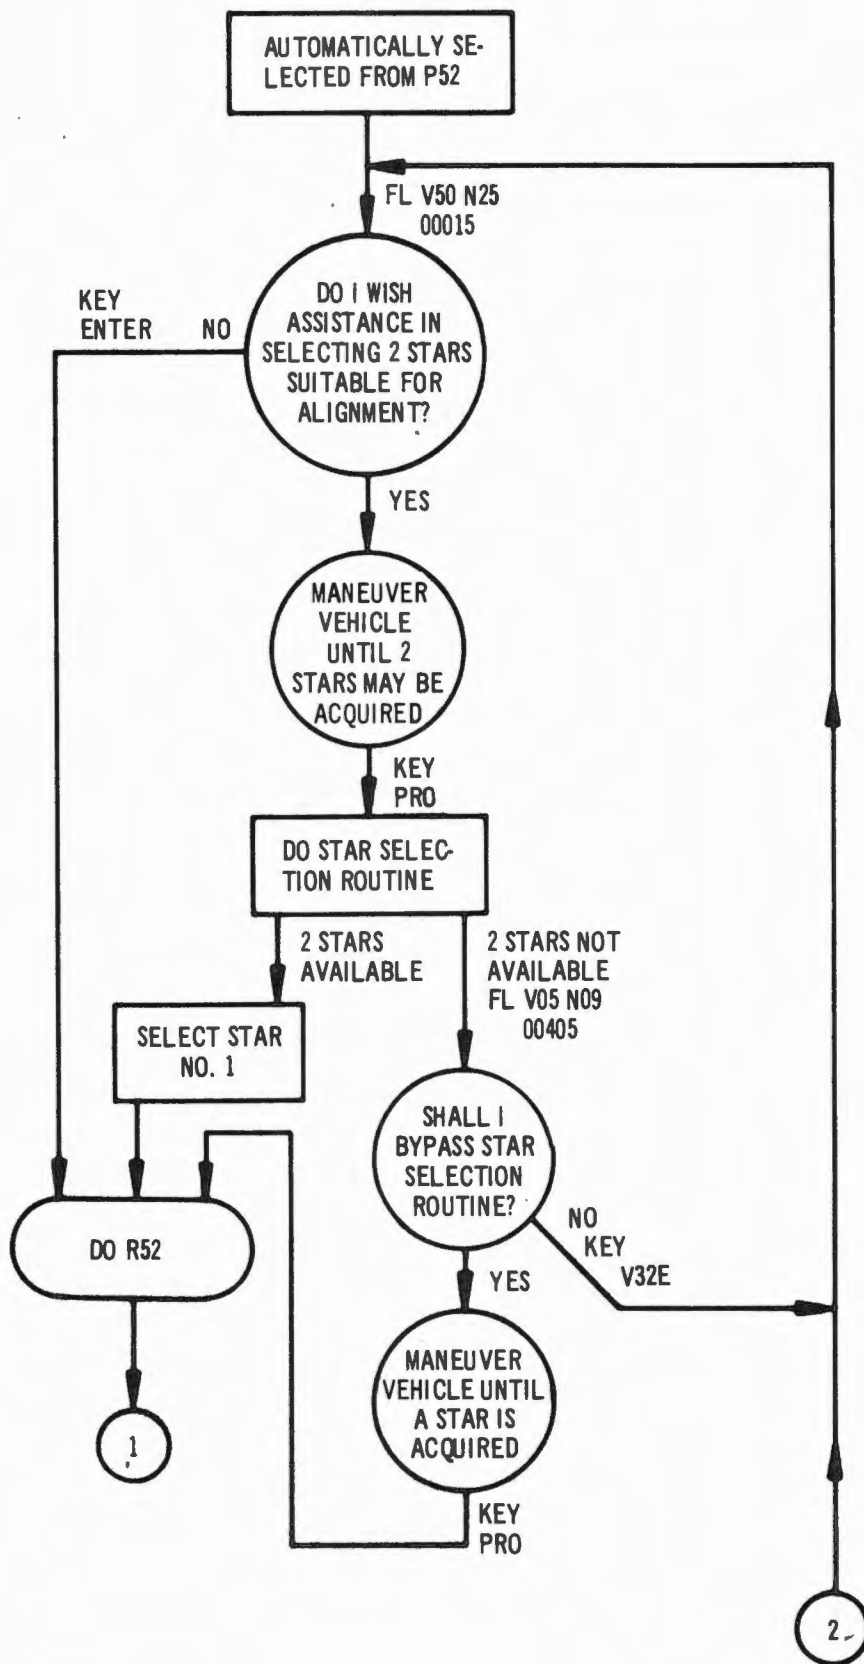 AUTOMATICALLY SE-
LECTED FROM P52
FL V50 N25
00015
DO I WISH
ASSISTANCE IN
SELECTING 2 STARS
SUITABLE FOR
ALIGNMENT?
KEY
ENTER NO
YES
MANEUVER
VEHICLE
UNTIL 2
STARS MAY BE
ACQUIRED
KEY
PRO
DO STAR SELEC-
TION ROUTINE
2 STARS
AVAILABLE
2 STARS NOT
AVAILABLE
FL V05 N09
00405
SELECT STAR
NO. 1
SHALL I
BYPASS STAR
SELECTION
ROUTINE?
NO
KEY
V32E
DO R52
YES
MANEUVER
VEHICLE UNTIL
A STAR IS
ACQUIRED
1
KEY
PRO
2